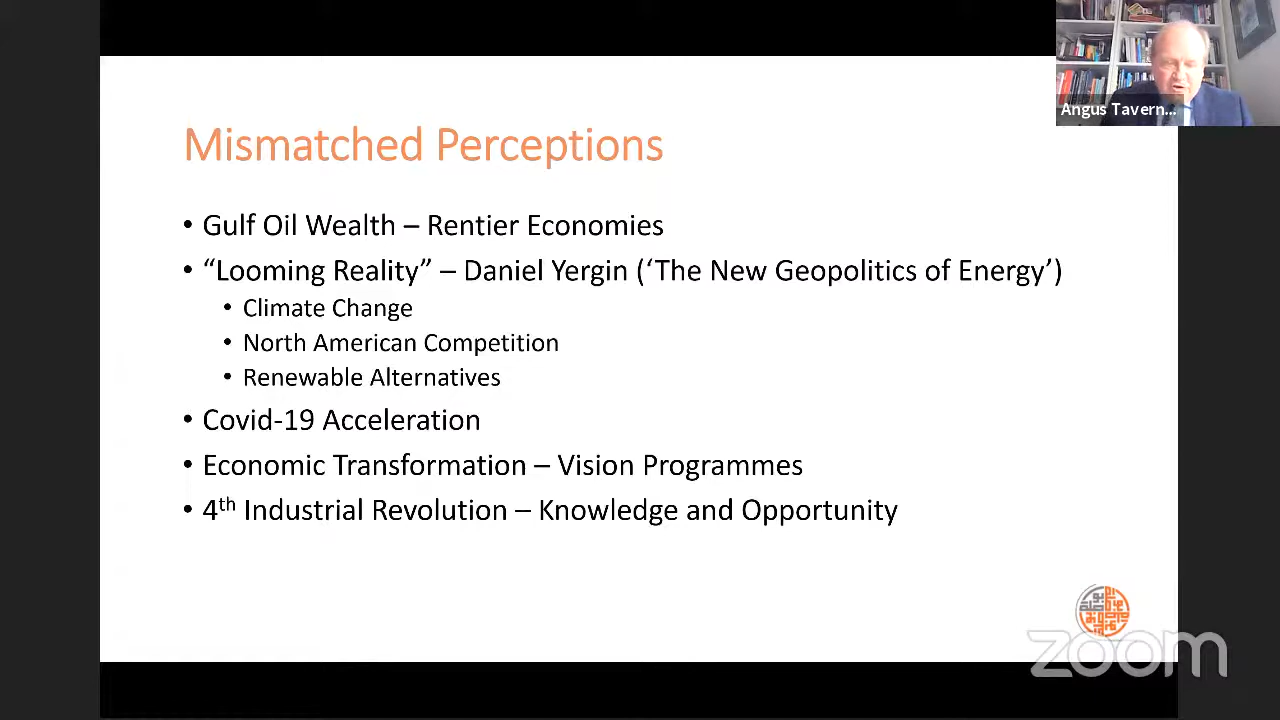 Angus Tavern...
Mismatched Perceptions
• Gulf Oil Wealth – Rentier Economies
• “Looming Reality” – Daniel Yergin (‘The New Geopolitics of Energy’)
• Climate Change
• North American Competition
• Renewable Alternatives
• Covid-19 Acceleration
• Economic Transformation – Vision Programmes
• 4th Industrial Revolution – Knowledge and Opportunity
zoom